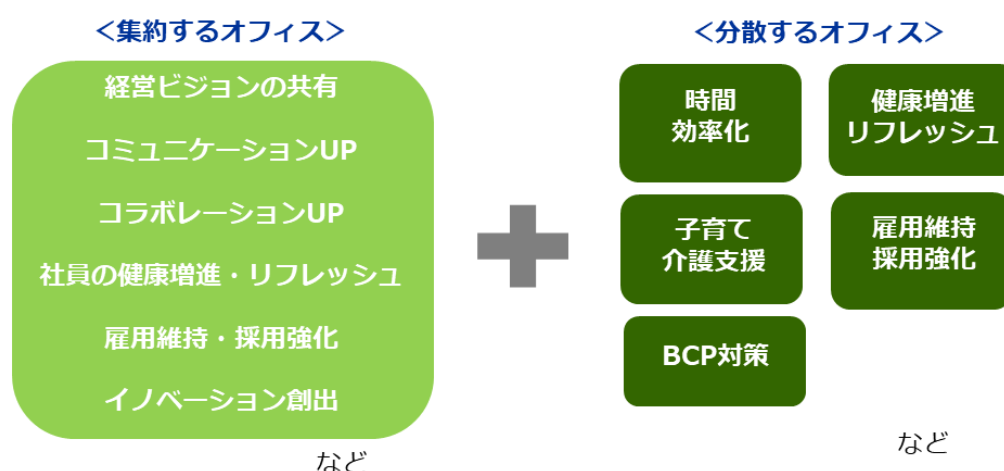 ＜集約するオフィス＞
経営ビジョンの共有
コミュニケーションUP
コラボレーションUP
社員の健康増進・リフレッシュ
雇用維持・採用強化
イノベーション創出
など
＜分散するオフィス＞
時間
効率化
健康増進
リフレッシュ
子育て
介護支援
雇用維持
採用強化
BCP対策
など